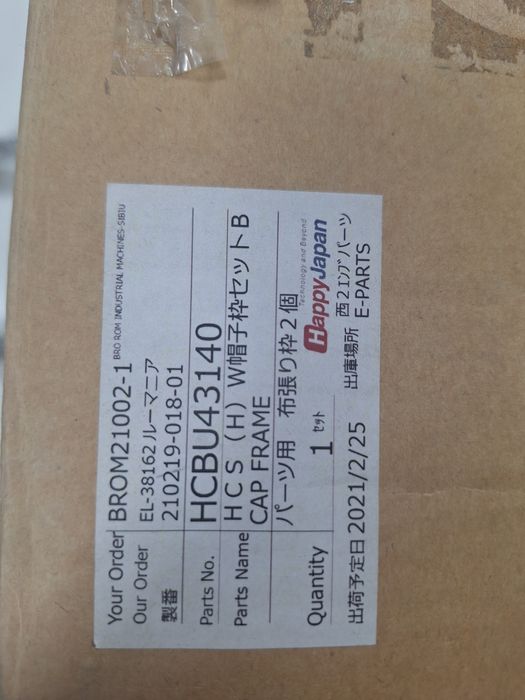 Your Order BROM21002-1 BRO ROM INDUSTRIAL MACHINES-SIBIU
Our Order EL-38162 ルーマニア
製番 210219-018-01
Parts No. HCBU43140
Parts Name ＨＣＳ（Ｈ）Ｗ帽子枠セットＢ
CAP FRAME
パーツ用　布張り枠２個
Quantity 1 ｾｯﾄ
Technology and Beyond
HappyJapan
出荷予定日 2021/2/25 出庫場所 西２ｴﾝﾌﾞパーツ
E-PARTS